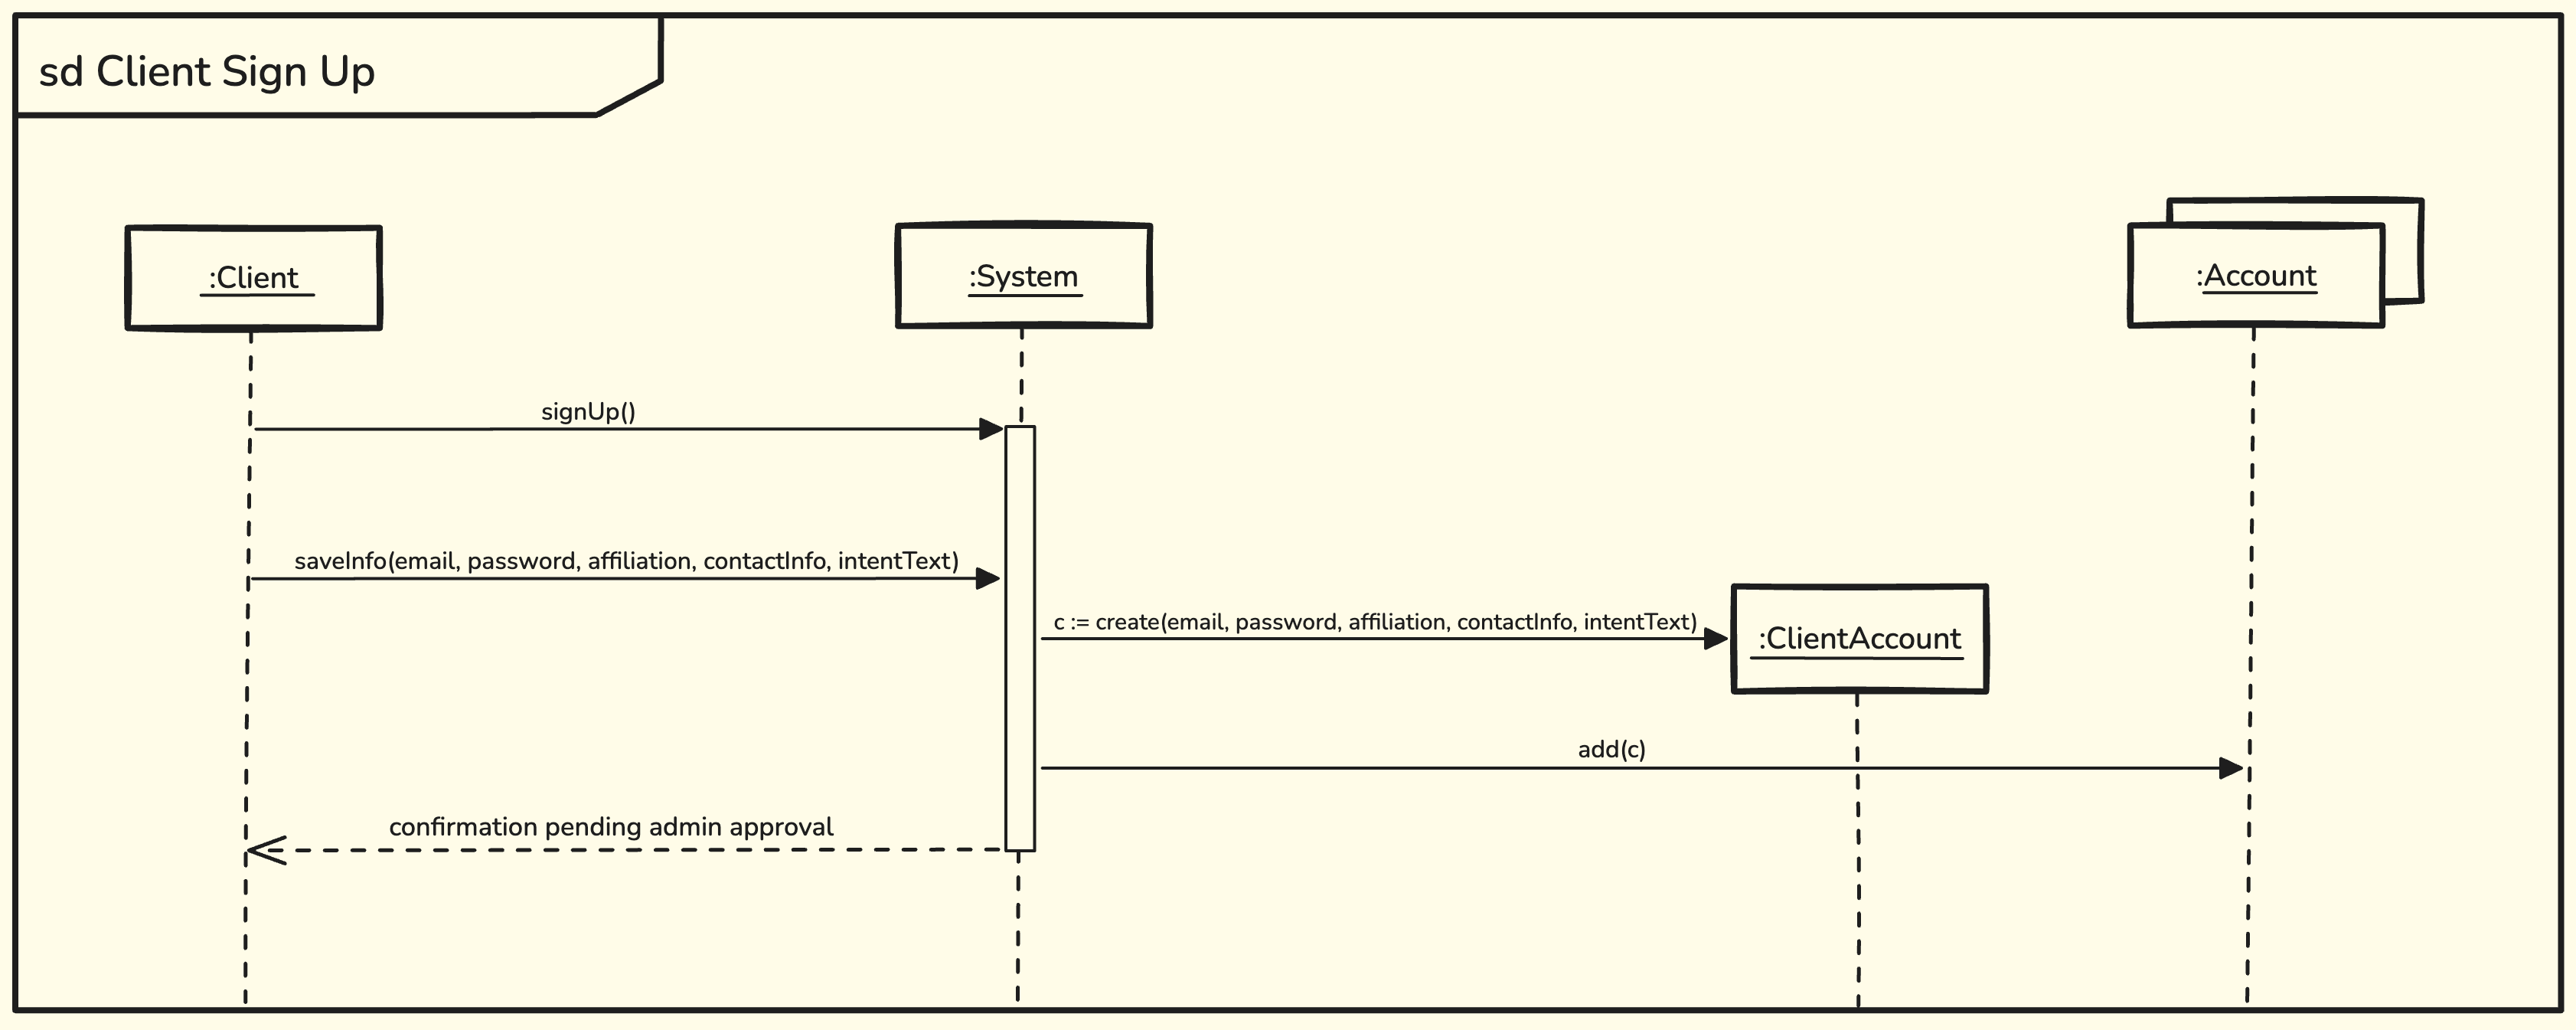 sd Client Sign Up
:Client
:System
:Account
signUp()
saveInfo(email, password, affiliation, contactInfo, intentText)
c := create(email, password, affiliation, contactInfo, intentText)
:ClientAccount
add(c)
confirmation pending admin approval